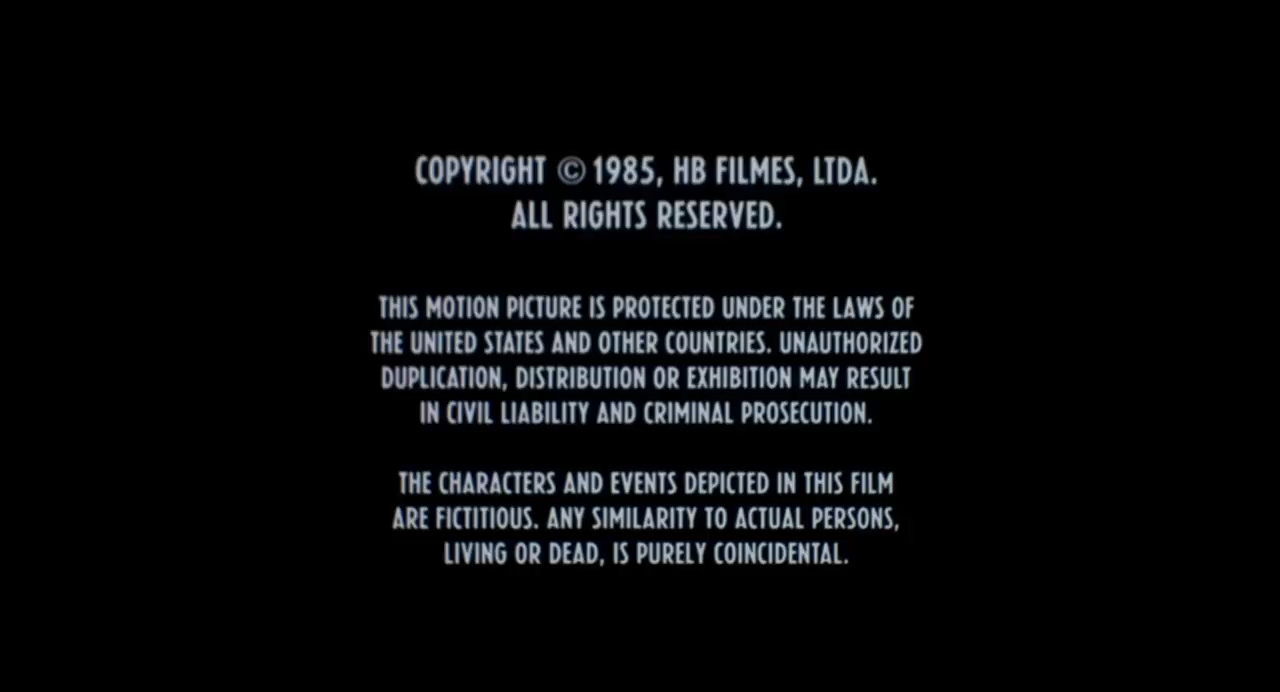 COPYRIGHT © 1985, HB FILMES, LTDA.
ALL RIGHTS RESERVED.
THIS MOTION PICTURE IS PROTECTED UNDER THE LAWS OF
THE UNITED STATES AND OTHER COUNTRIES. UNAUTHORIZED
DUPLICATION, DISTRIBUTION OR EXHIBITION MAY RESULT
IN CIVIL LIABILITY AND CRIMINAL PROSECUTION.
THE CHARACTERS AND EVENTS DEPICTED IN THIS FILM
ARE FICTITIOUS. ANY SIMILARITY TO ACTUAL PERSONS,
LIVING OR DEAD, IS PURELY COINCIDENTAL.